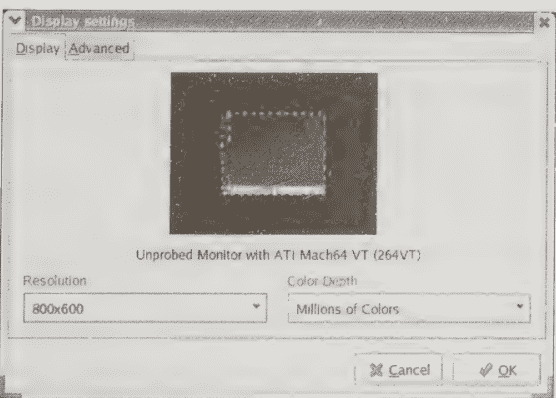 Display settings
Display Advanced
Unprobed Monitor with ATI Mach64 VT (264VT)
Resolution Color Depth
800x600 Millions of Colors
Cancel OK